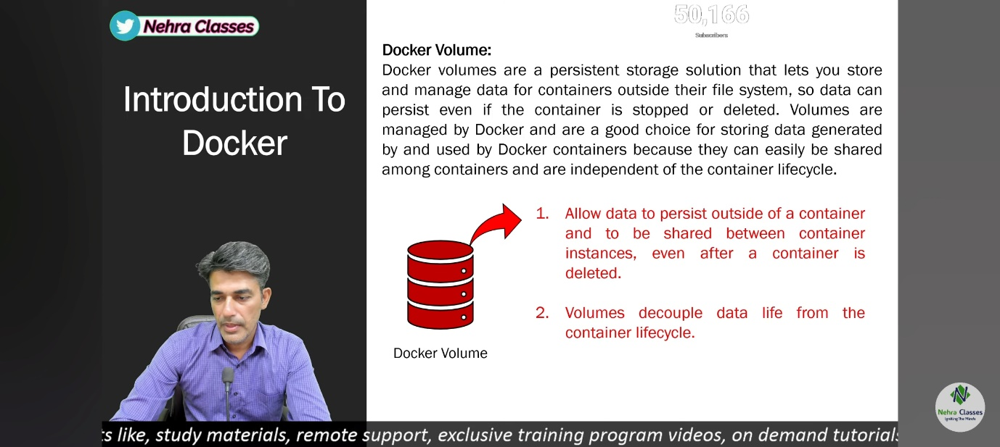 Nehra Classes
50,166
Subscribers
Introduction To
Docker
Docker Volume:
Docker volumes are a persistent storage solution that lets you store
and manage data for containers outside their file system, so data can
persist even if the container is stopped or deleted. Volumes are
managed by Docker and are a good choice for storing data generated
by and used by Docker containers because they can easily be shared
among containers and are independent of the container lifecycle.
1. Allow data to persist outside of a container
and to be shared between container
instances, even after a container is
deleted.
2. Volumes decouple data life from the
container lifecycle.
Docker Volume
N
Nehra Classes
Igniting The Minds
like, study materials, remote support, exclusive training program videos, on demand tutorials